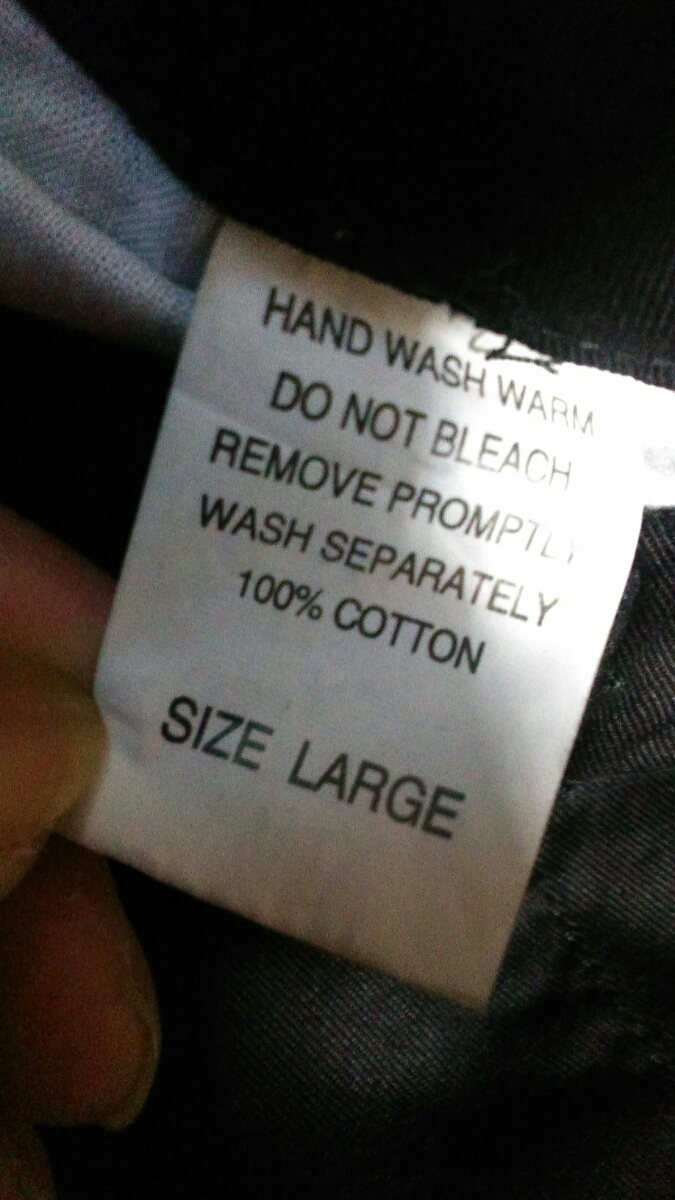 HAND WASH WARM
DO NOT BLEACH
REMOVE PROMPTLY
WASH SEPARATELY
100% COTTON
SIZE LARGE